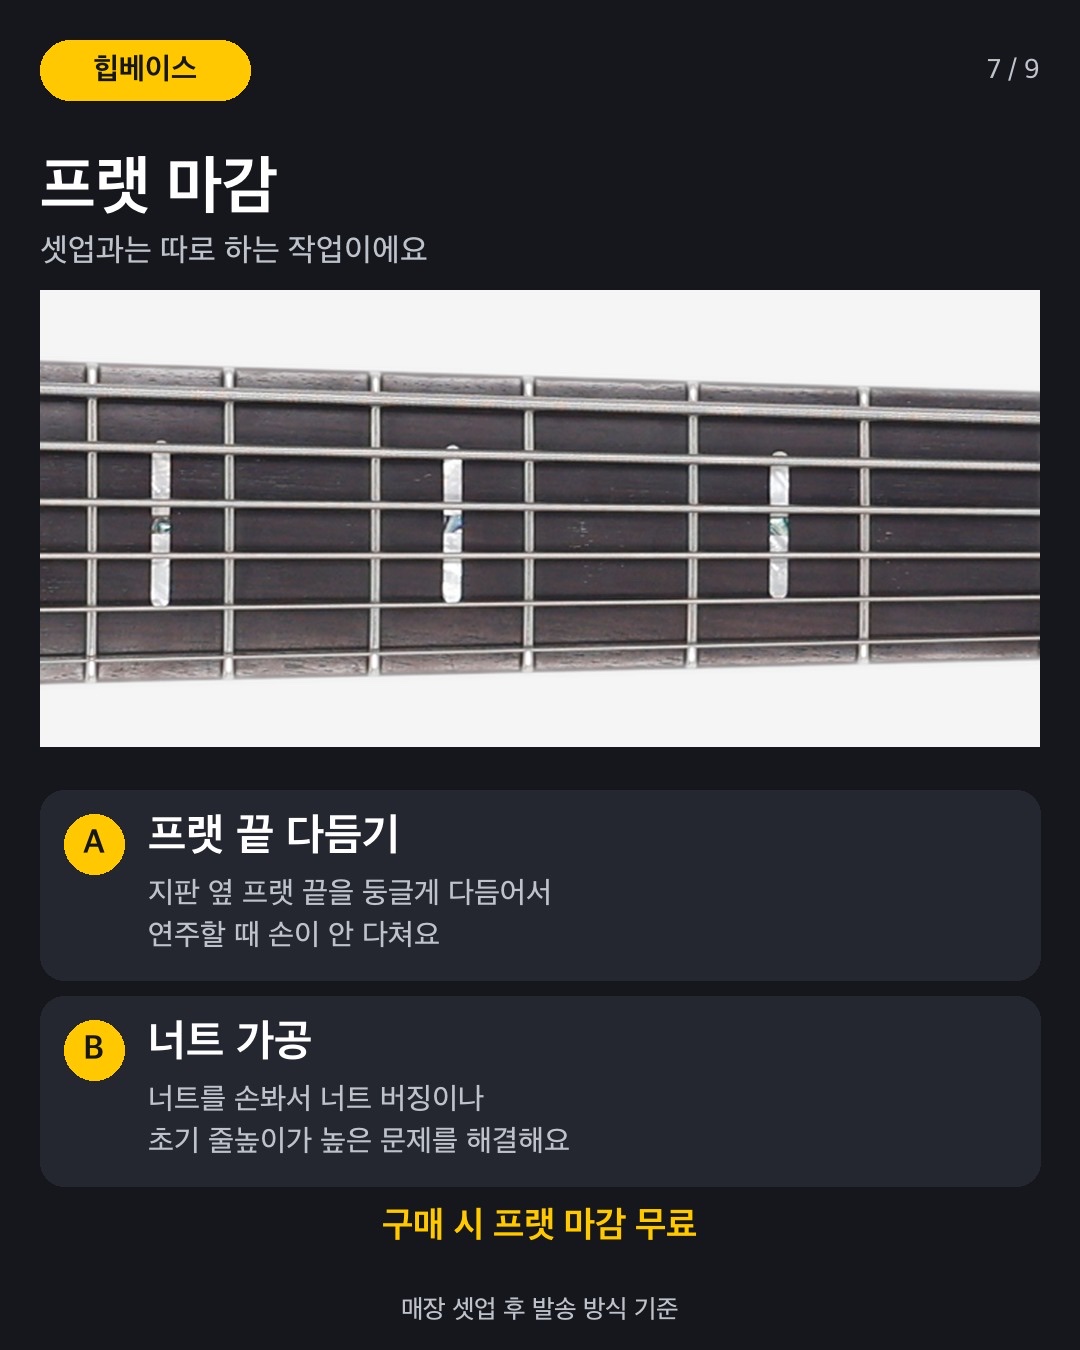 힙베이스
7 / 9
프랫 마감
셋업과는 따로 하는 작업이에요
A
프랫 끝 다듬기
지판 옆 프랫 끝을 둥글게 다듬어서
연주할 때 손이 안 다쳐요
B
너트 가공
너트를 손봐서 너트 버징이나
초기 줄높이가 높은 문제를 해결해요
구매 시 프랫 마감 무료
매장 셋업 후 발송 방식 기준